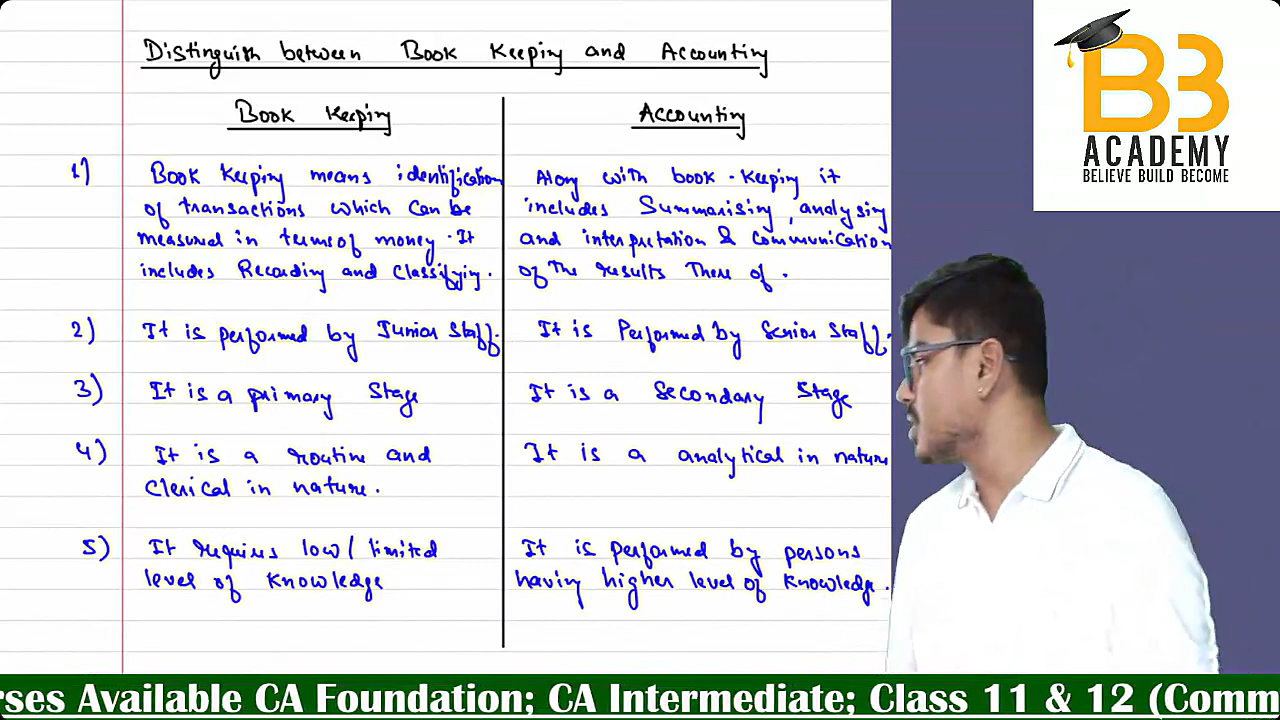 Distinguish between Book Keeping and Accounting
Book Keeping
Accounting
1)
Book Keeping means identification
of transactions which can be
measured in terms of money. It
includes Recording and Classifying.
Along with book-keeping it
includes Summarising, analysing
and interpretation & communication
of the results There of.
2)
It is performed by Junior Staff.
It is Performed by Senior Staff.
3)
It is a primary Stage
It is a Secondary Stage
4)
It is a routine and
Clerical in nature.
It is a analytical in nature
5)
It requires low/limited
level of Knowledge
It is performed by persons
having higher level of Knowledge.
B3
ACADEMY
BELIEVE BUILD BECOME
rses Available CA Foundation; CA Intermediate; Class 11 & 12 (Comm